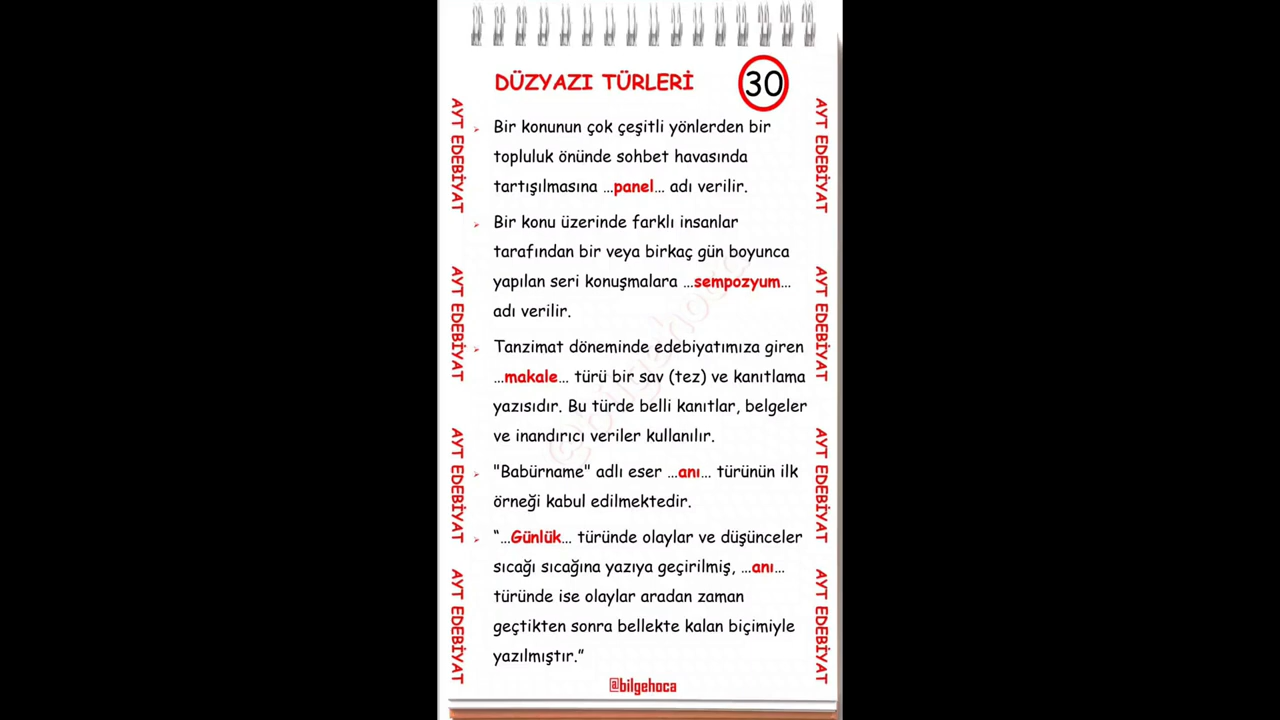 DÜZYAZI TÜRLERİ
30
Bir konunun çok çeşitli yönlerden bir
topluluk önünde sohbet havasında
tartışılmasına …panel… adı verilir.
Bir konu üzerinde farklı insanlar
tarafından bir veya birkaç gün boyunca
yapılan seri konuşmalara …sempozyum…
adı verilir.
Tanzimat döneminde edebiyatımıza giren
…makale… türü bir sav (tez) ve kanıtlama
yazısıdır. Bu türde belli kanıtlar, belgeler
ve inandırıcı veriler kullanılır.
"Babürname" adlı eser …anı… türünün ilk
örneği kabul edilmektedir.
“…Günlük… türünde olaylar ve düşünceler
sıcağı sıcağına yazıya geçirilmiş, …anı…
türünde ise olaylar aradan zaman
geçtikten sonra bellekte kalan biçimiyle
yazılmıştır.”
@bilgehoca
AYT EDEBİYAT
AYT EDEBİYAT
AYT EDEBİYAT
AYT EDEBİYAT
AYT EDEBİYAT
AYT EDEBİYAT
AYT EDEBİYAT
AYT EDEBİYAT
@bilgehoca